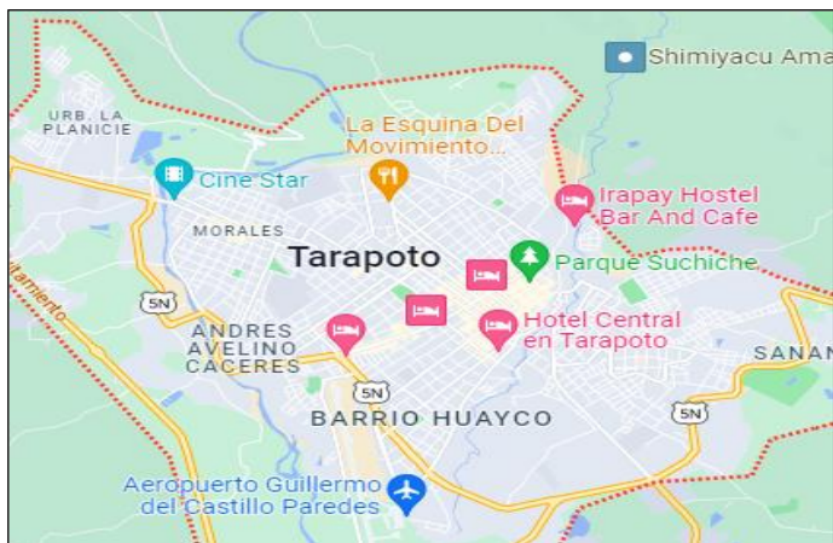 Shimiyacu Ama
URB. LA
PLANICIE
La Esquina Del
Movimiento...
Cine Star
Irapay Hostel
Bar And Cafe
MORALES
Tarapoto
Parque Suchiche
5N
ANDRES
AVELINO
CACERES
Hotel Central
en Tarapoto
SANAN
5N
5N
BARRIO HUAYCO
Aeropuerto Guillermo
del Castillo Paredes